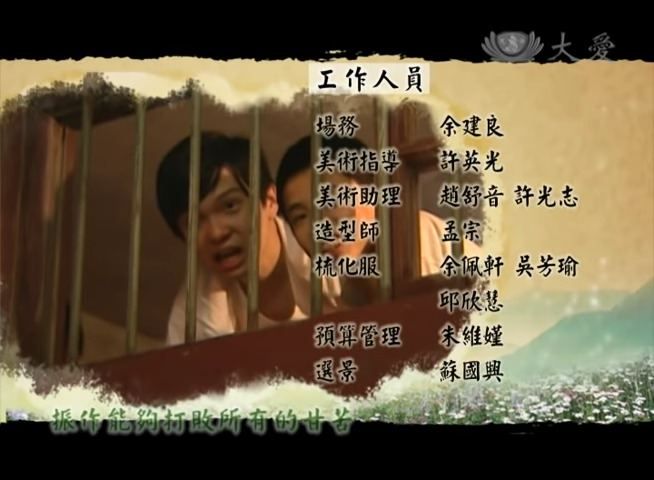 大愛
工作人員
場務 余建良
美術指導 許英光
美術助理 趙舒音 許光志
造型師 孟宗
梳化服 余佩軒 吳芳瑜
邱欣慧
預算管理 朱維嫤
選景 蘇國興
振作能夠打敗所有的甘苦